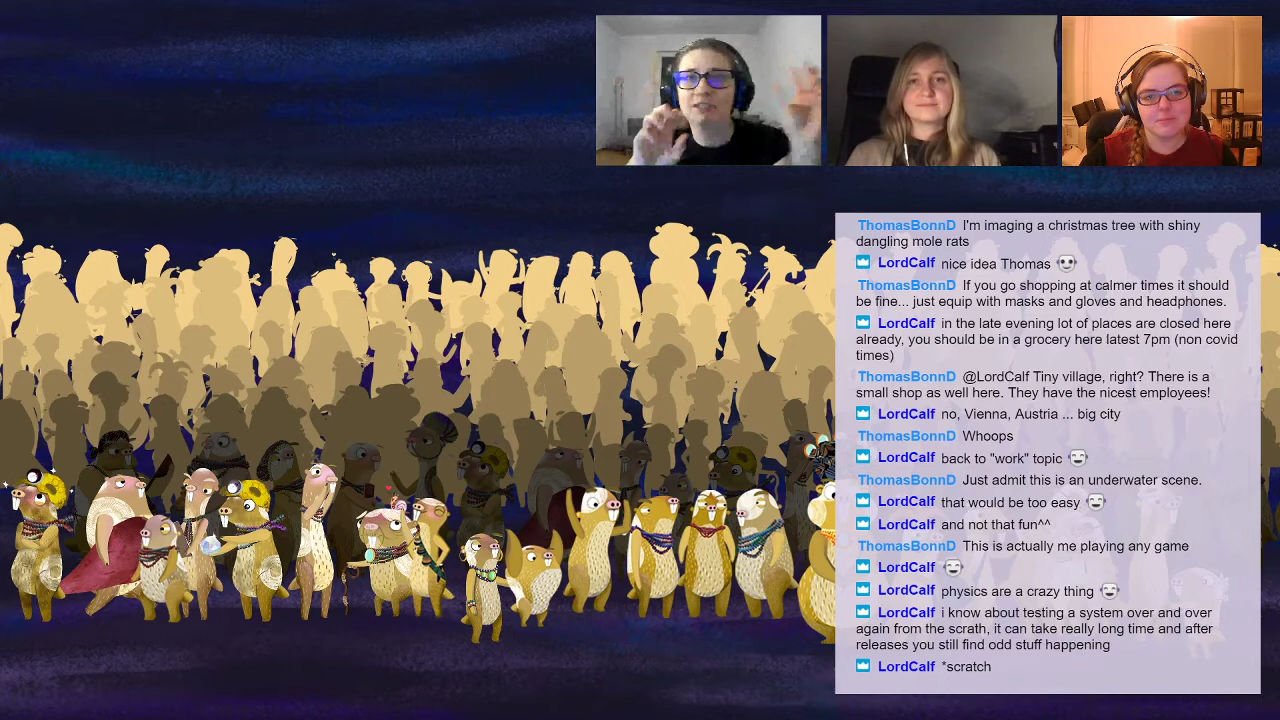 ThomasBonnD I'm imaging a christmas tree with shiny
dangling mole rats
LordCalf nice idea Thomas
ThomasBonnD If you go shopping at calmer times it should
be fine... just equip with masks and gloves and headphones.
LordCalf in the late evening lot of places are closed here
already, you should be in a grocery here latest 7pm (non covid
times)
ThomasBonnD @LordCalf Tiny village, right? There is a
small shop as well here. They have the nicest employees!
LordCalf no, Vienna, Austria ... big city
ThomasBonnD Whoops
LordCalf back to "work" topic
ThomasBonnD Just admit this is an underwater scene.
LordCalf that would be too easy
LordCalf and not that fun^^
ThomasBonnD This is actually me playing any game
LordCalf
LordCalf physics are a crazy thing
LordCalf i know about testing a system over and over
again from the scrath, it can take really long time and after
releases you still find odd stuff happening
LordCalf *scratch